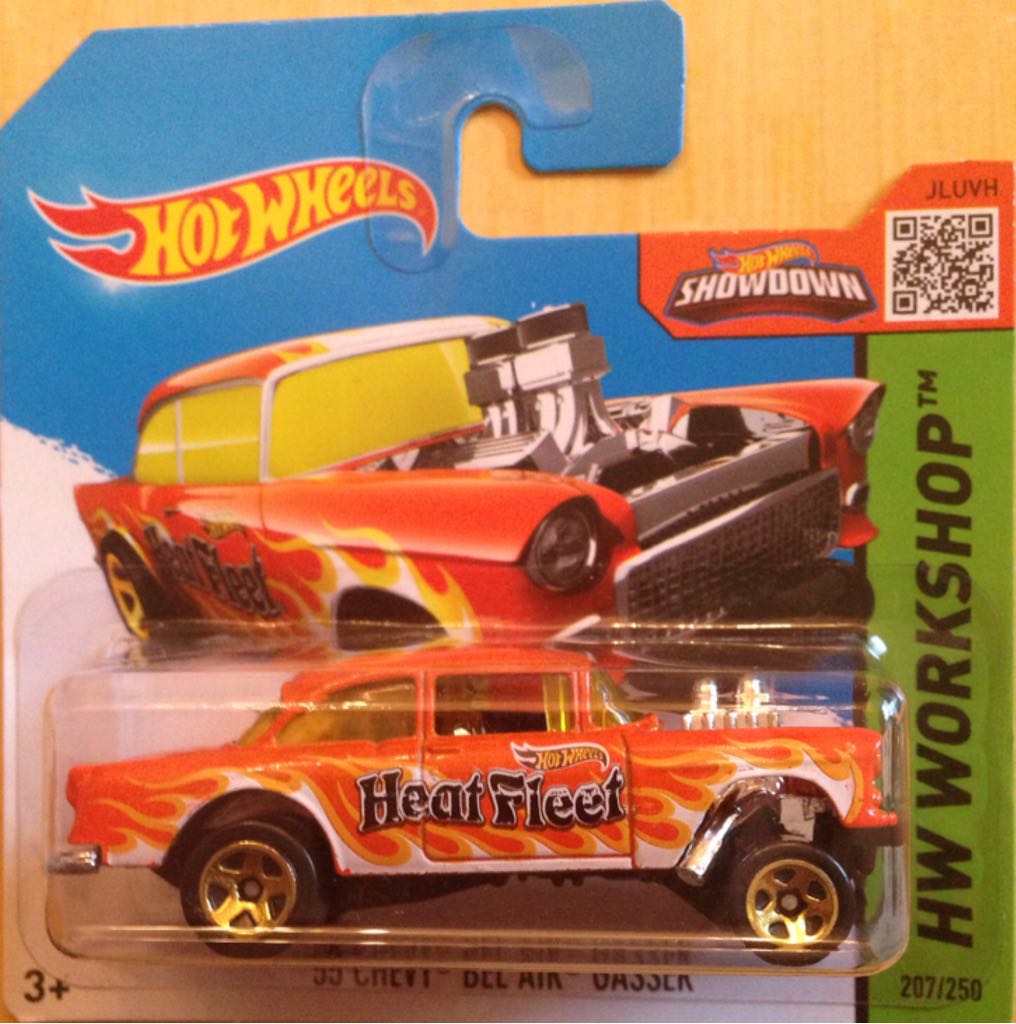 HOT WHEELS
JLUVH
HOT WHEELS
SHOWDOWN
HW WORKSHOP™
Heat Fleet
HOT WHEELS
Heat Fleet
3+
'55 CHEVY® BEL AIR® GASSER
207/250